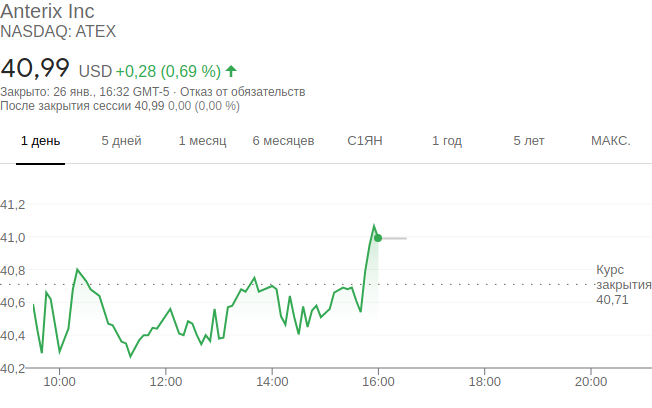 Anterix Inc
NASDAQ: ATEX
40,99 USD +0,28 (0,69 %)
Закрыто: 26 янв., 16:32 GMT-5 · Отказ от обязательств
После закрытия сессии 40,99 0,00 (0,00 %)
1 день 5 дней 1 месяц 6 месяцев С1ЯН 1 год 5 лет МАКС.
41,2
41,0
40,8
40,6
40,4
40,2
Курс
закрытия
40,71
10:00 12:00 14:00 16:00 18:00 20:00